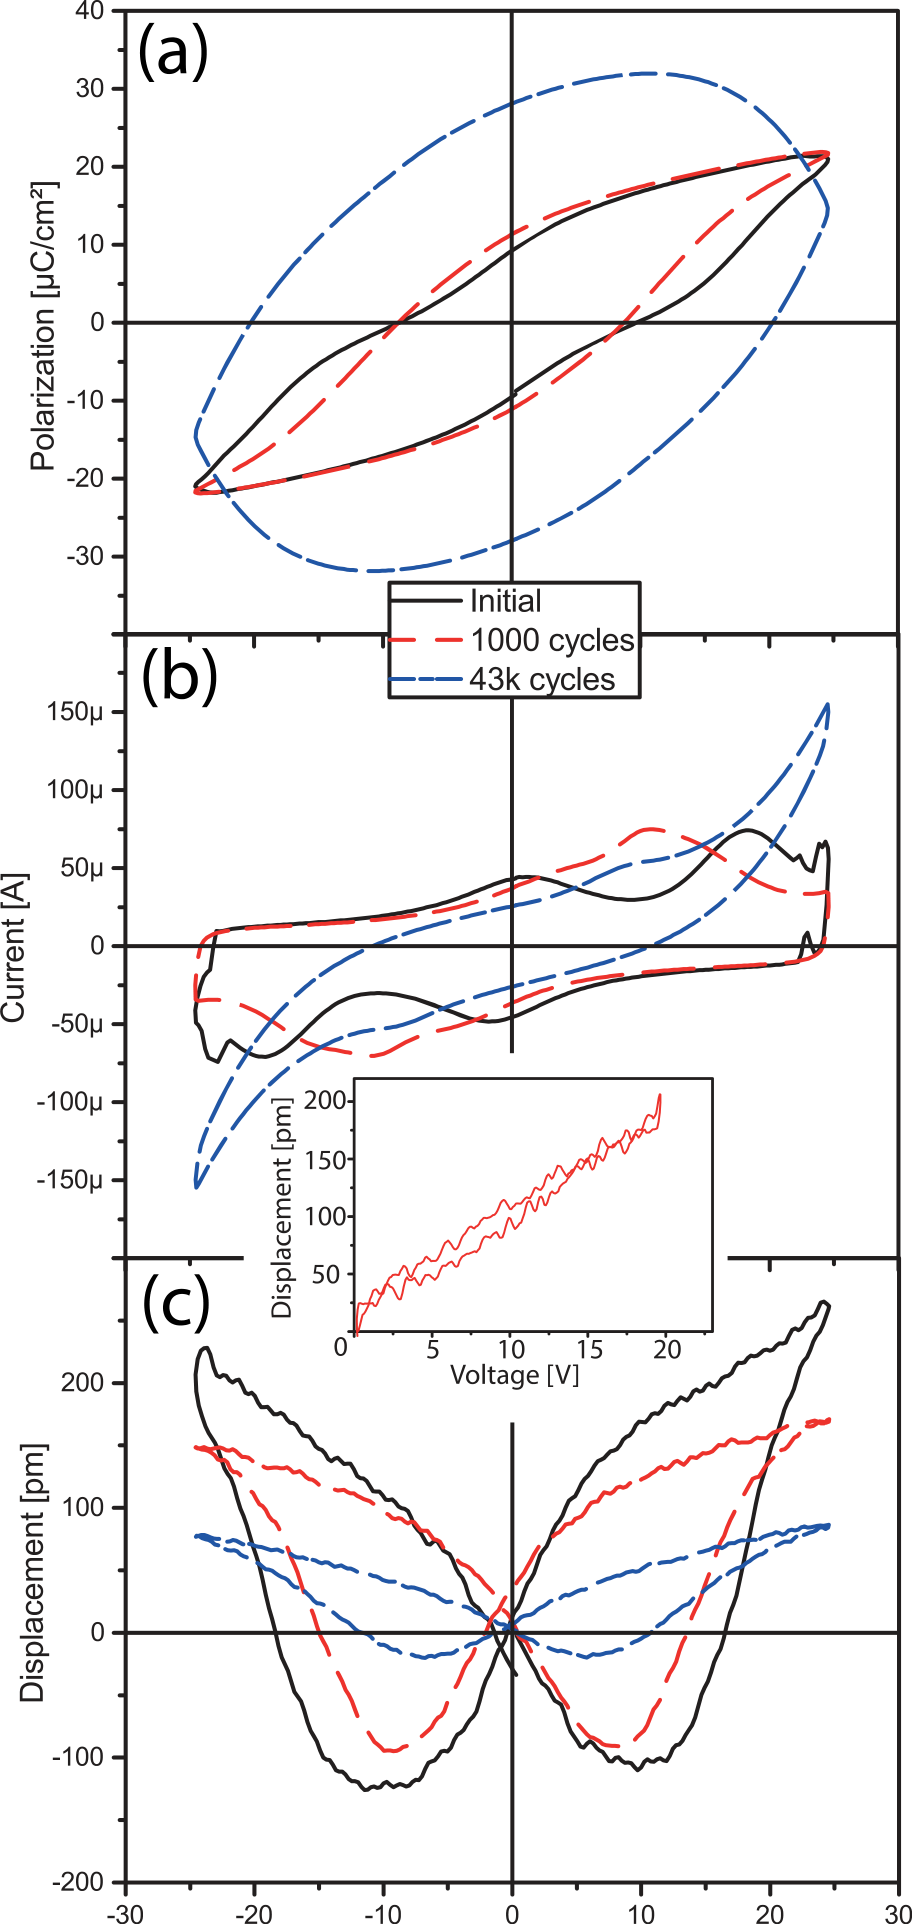 (a)
40
30
20
10
0
-10
-20
-30
Polarization [µC/cm²]
Initial
1000 cycles
43k cycles
(b)
150µ
100µ
50µ
0
-50µ
-100µ
-150µ
Current [A]
200
150
100
50
0
5
10
15
20
Displacement [pm]
Voltage [V]
(c)
200
100
0
-100
-200
Displacement [pm]
-30
-20
-10
0
10
20
30